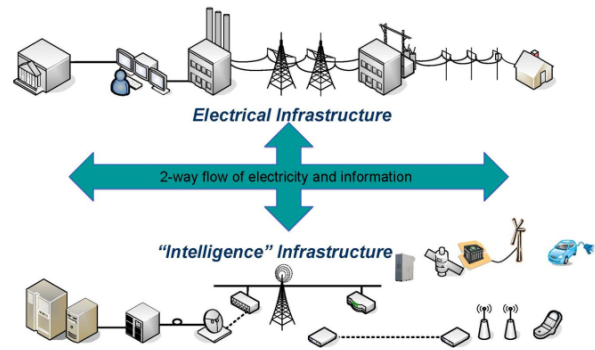 Electrical Infrastructure
2-way flow of electricity and information
“Intelligence” Infrastructure